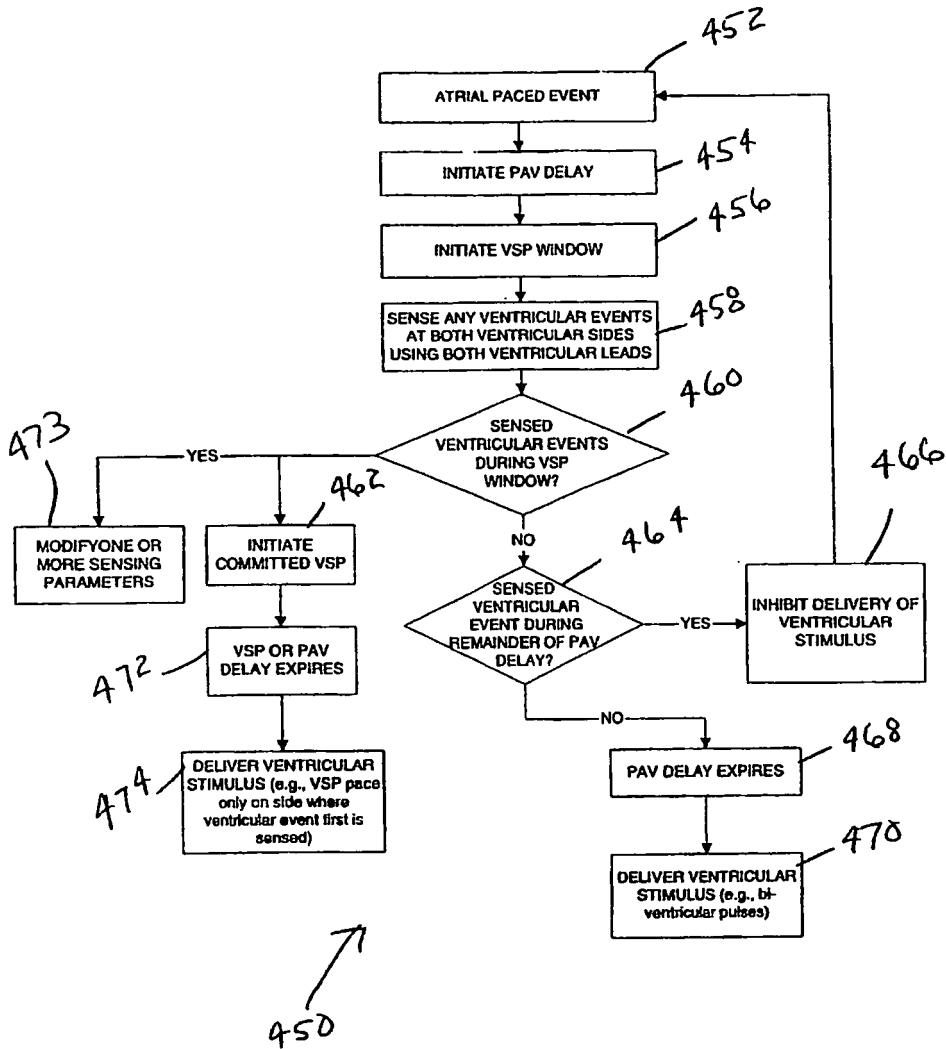 452
ATRIAL PACED EVENT
454
INITIATE PAV DELAY
456
INITIATE VSP WINDOW
458
SENSE ANY VENTRICULAR EVENTS
AT BOTH VENTRICULAR SIDES
USING BOTH VENTRICULAR LEADS
460
SENSED
VENTRICULAR EVENTS
DURING VSP
WINDOW?
YES
473
MODIFYONE OR
MORE SENSING
PARAMETERS
462
INITIATE
COMMITTED VSP
NO
464
SENSED
VENTRICULAR
EVENT DURING
REMAINDER OF PAV
DELAY?
YES
466
INHIBIT DELIVERY OF
VENTRICULAR
STIMULUS
472
VSP OR PAV
DELAY EXPIRES
NO
468
PAV DELAY EXPIRES
474
DELIVER VENTRICULAR
STIMULUS (e.g., VSP pace
only on side where
ventricular event first is
sensed)
470
DELIVER VENTRICULAR
STIMULUS (e.g., bi-
ventricular pulses)
450